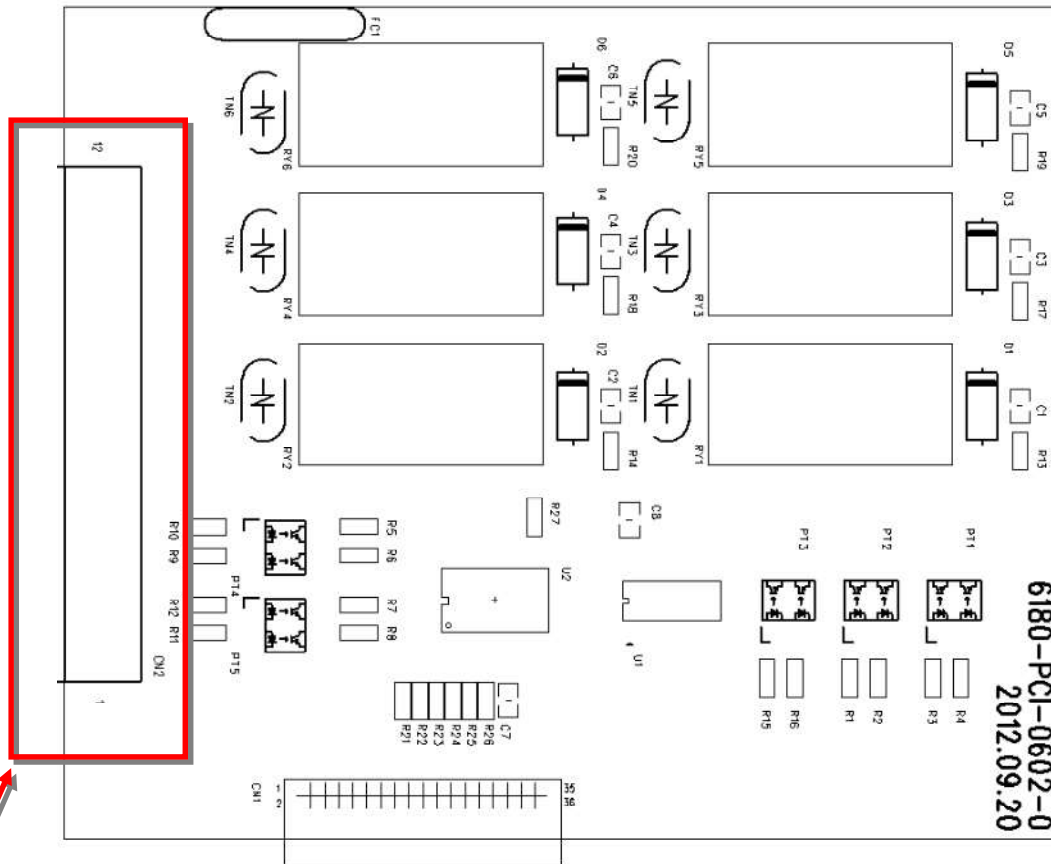 FC1
D6
D5
C6
TN6
TN5
C5
RY6
R20
RY5
R19
12
D4
D3
C4
TN4
TN3
C3
RY4
R18
RY3
R17
D2
D1
C2
TN2
TN1
C1
RY2
R14
RY1
R13
R10
R5
R27
C8
PT3
PT2
PT1
R9
R6
PT4
U2
R12
R7
R11
R8
PT5
U1
CN2
1
R21
R22
R23
R24
R25
R26
C7
R15
R16
R1
R2
R3
R4
6180-PCI-0602-0
2012.09.20
CN1
1
35
2
36